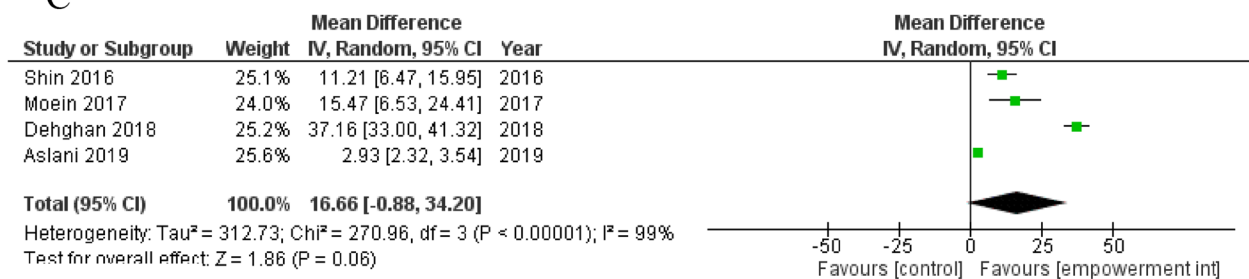 C
Mean Difference Mean Difference
Study or Subgroup Weight IV, Random, 95% CI Year IV, Random, 95% CI
Shin 2016 25.1% 11.21 [6.47, 15.95] 2016
Moein 2017 24.0% 15.47 [6.53, 24.41] 2017
Dehghan 2018 25.2% 37.16 [33.00, 41.32] 2018
Aslani 2019 25.6% 2.93 [2.32, 3.54] 2019
Total (95% CI) 100.0% 16.66 [-0.88, 34.20]
Heterogeneity: Tau² = 312.73; Chi² = 270.96, df = 3 (P < 0.00001); I² = 99%
Test for overall effect: Z = 1.86 (P = 0.06)
-50 -25 0 25 50
Favours [control] Favours [empowerment int]